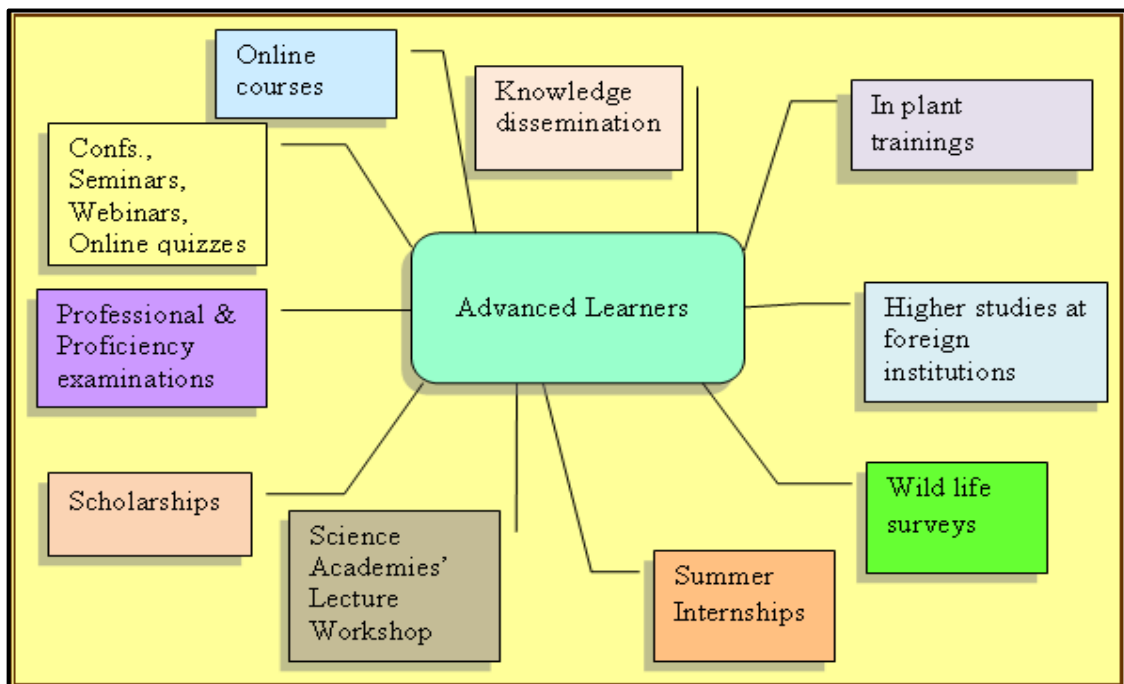 Online
courses
Knowledge
dissemination
In plant
trainings
Confs.,
Seminars,
Webinars,
Online quizzes
Advanced Learners
Professional &
Proficiency
examinations
Higher studies at
foreign
institutions
Scholarships
Science
Academies’
Lecture
Workshop
Summer
Internships
Wild life
surveys